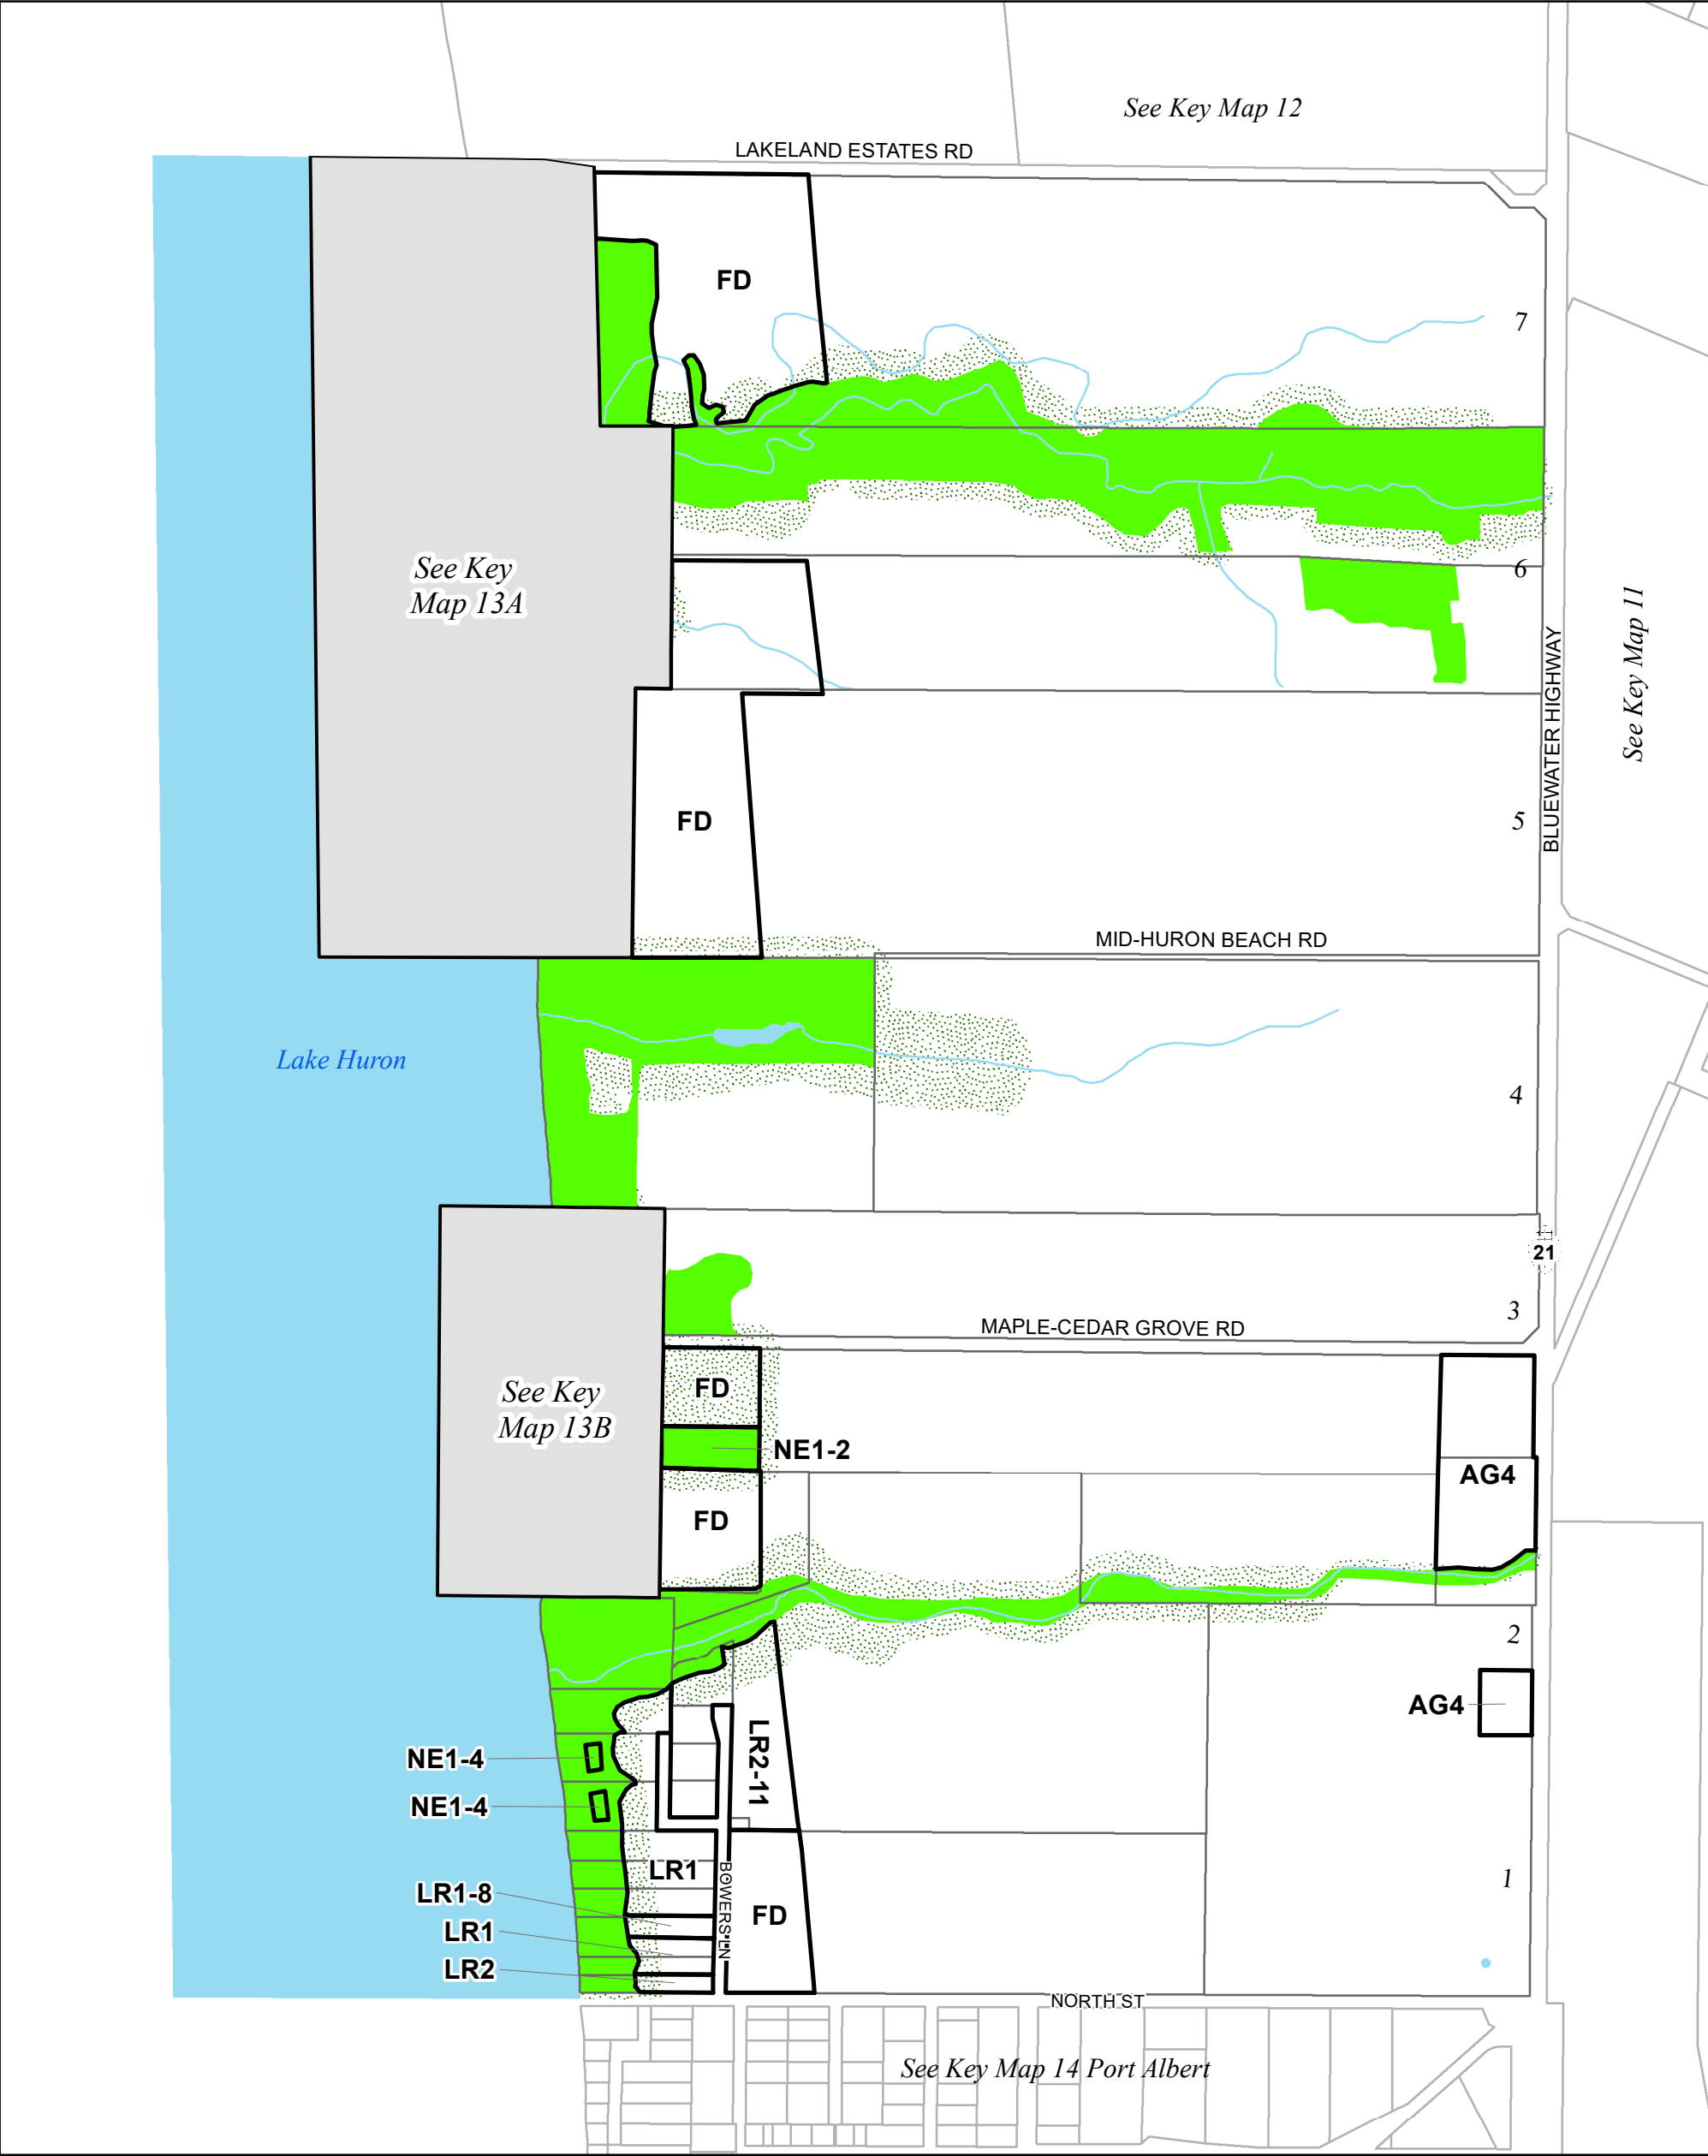 See Key Map 12
LAKELAND ESTATES RD
FD
7
See Key
Map 13A
6
See Key Map 11
BLUEWATER HIGHWAY
FD
5
MID-HURON BEACH RD
Lake Huron
4
21
3
MAPLE-CEDAR GROVE RD
See Key
Map 13B
FD
NE1-2
AG4
FD
2
AG4
LR2-11
NE1-4
NE1-4
LR1
1
LR1-8
BOWERS LN
FD
LR1
LR2
NORTH ST
See Key Map 14 Port Albert